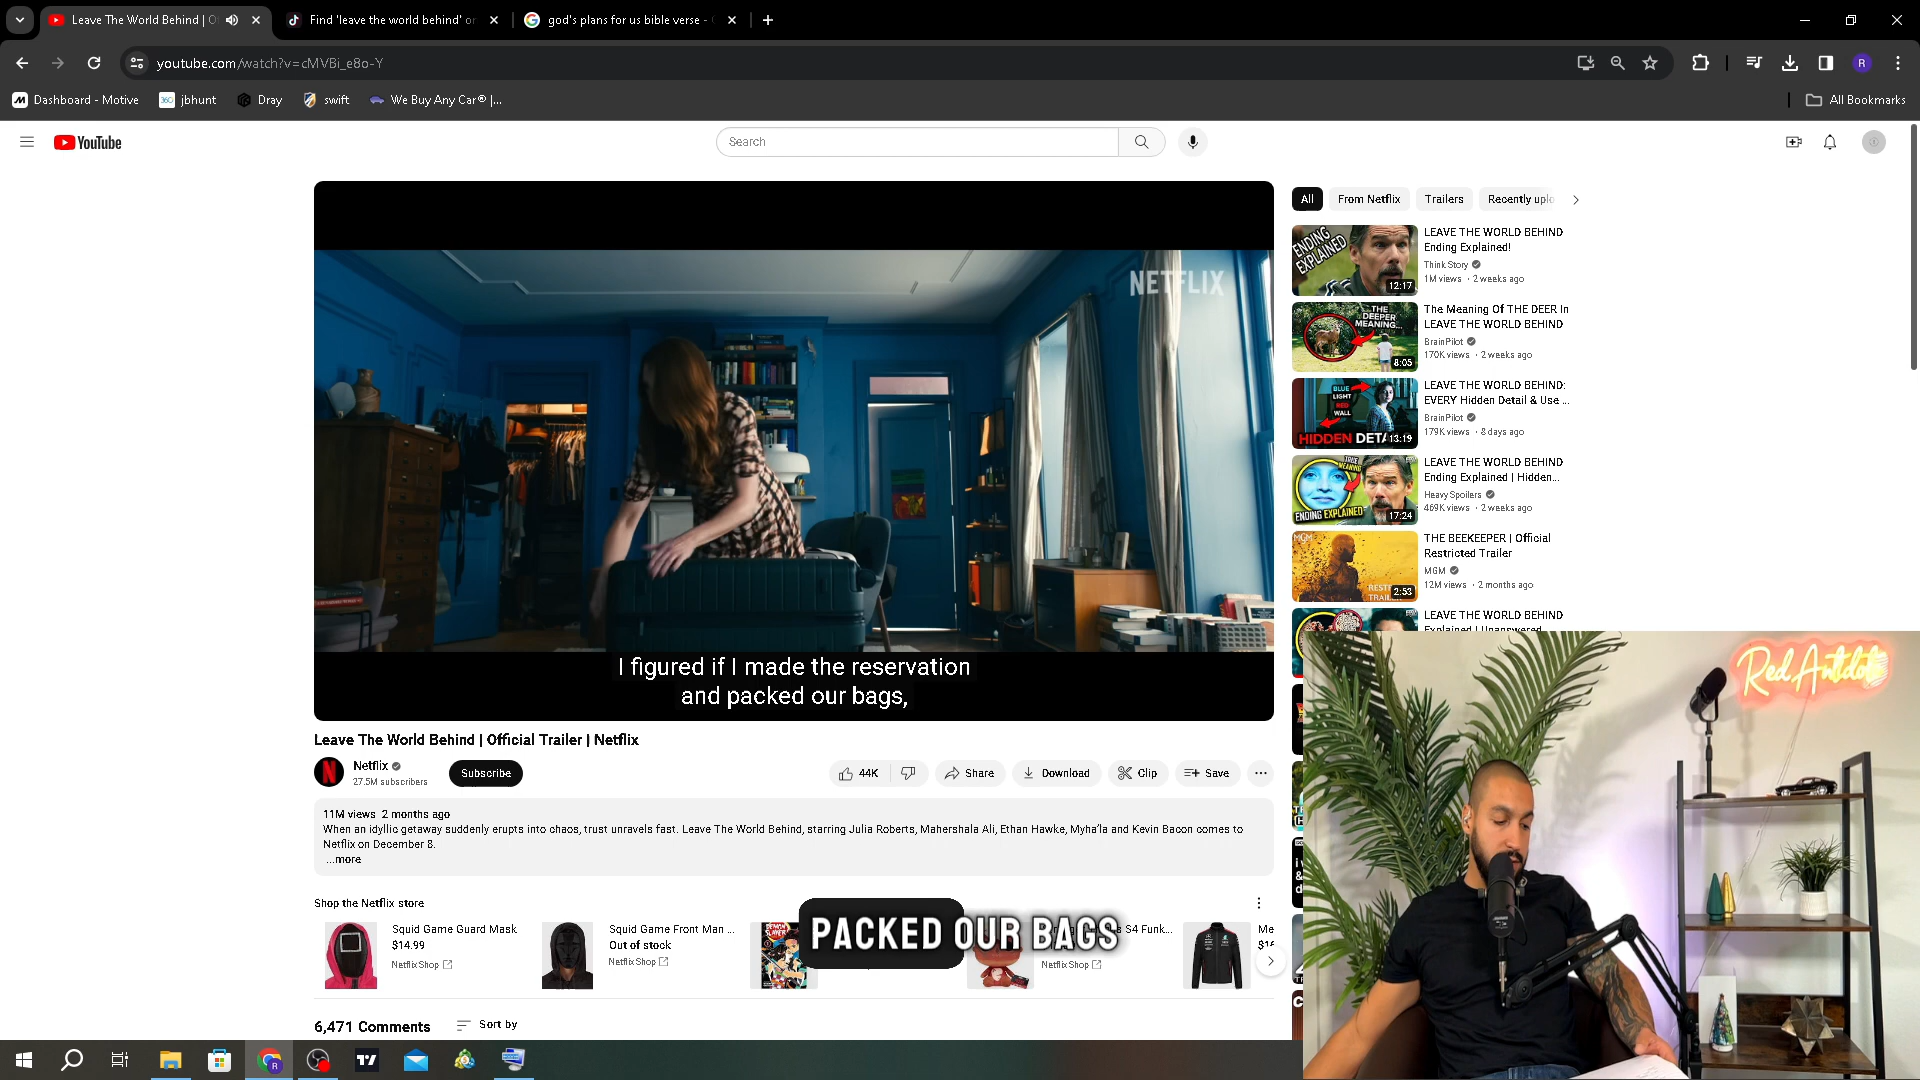 Leave The World Behind | O
Find 'leave the world behind' or
god's plans for us bible verse -
youtube.com/watch?v=cMVBi_e8o-Y
R
Dashboard - Motive
jbhunt
Dray
swift
We Buy Any Car® |...
All Bookmarks
YouTube
Search
NETFLIX
I figured if I made the reservation
and packed our bags,
Leave The World Behind | Official Trailer | Netflix
Netflix
27.5M subscribers
Subscribe
44K
Share
Download
Clip
Save
11M views 2 months ago
When an idyllic getaway suddenly erupts into chaos, trust unravels fast. Leave The World Behind, starring Julia Roberts, Mahershala Ali, Ethan Hawke, Myha'la and Kevin Bacon comes to
Netflix on December 8.
...more
Shop the Netflix store
Squid Game Guard Mask
$14.99
Netflix Shop
Squid Game Front Man ...
Out of stock
Netflix Shop
s S4 Funk...
Netflix Shop
Me
PACKED OUR BAGS
6,471 Comments
Sort by
All
From Netflix
Trailers
Recently uplo
ENDING
EXPLAINED
12:17
LEAVE THE WORLD BEHIND
Ending Explained!
Think Story
1M views · 2 weeks ago
THE
DEEPER
MEANING...
8:05
The Meaning Of THE DEER In
LEAVE THE WORLD BEHIND
BrainPilot
170K views · 2 weeks ago
BLUE
LIGHT
RED
WALL
HIDDEN DETA
13:19
LEAVE THE WORLD BEHIND:
EVERY Hidden Detail & Use ...
BrainPilot
179K views · 8 days ago
ENDING EXPLAINED
17:24
LEAVE THE WORLD BEHIND
Ending Explained | Hidden...
Heavy Spoilers
469K views · 2 weeks ago
MGM
2:53
THE BEEKEEPER | Official
Restricted Trailer
MGM
12M views · 2 months ago
LEAVE THE WORLD BEHIND
Explained | Unanswered
Red Antdote